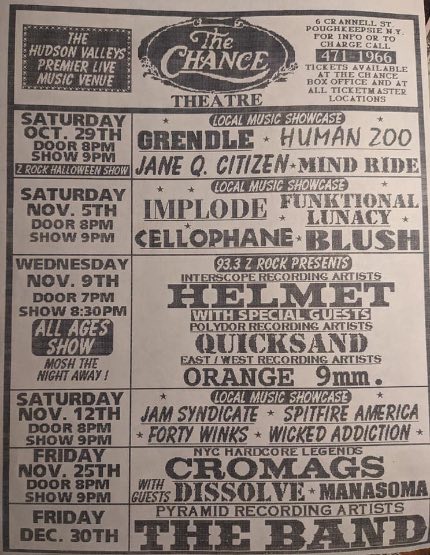 THE
HUDSON VALLEYS
PREMIER LIVE
MUSIC VENUE
The
CHANCE
THEATRE
6 CRANNELL ST.
POUGHKEEPSIE N.Y.
FOR INFO OR TO
CHARGE CALL
471-1966
TICKETS AVAILABLE
AT THE CHANCE
BOX OFFICE AND AT
ALL TICKETMASTER
LOCATIONS
SATURDAY
OCT. 29TH
DOOR 8PM
SHOW 9PM
Z ROCK HALLOWEEN SHOW
LOCAL MUSIC SHOWCASE
GRENDLE * HUMAN ZOO
JANE Q. CITIZEN * MIND RIDE
SATURDAY
NOV. 5TH
DOOR 8PM
SHOW 9PM
LOCAL MUSIC SHOWCASE
IMPLODE * FUNKTIONAL LUNACY *
CELLOPHANE * BLUSH
WEDNESDAY
NOV. 9TH
DOOR 7PM
SHOW 8:30PM
ALL AGES
SHOW
MOSH THE
NIGHT AWAY!
93.3 Z ROCK PRESENTS
INTERSCOPE RECORDING ARTISTS
HELMET
WITH SPECIAL GUESTS
POLYDOR RECORDING ARTISTS
QUICKSAND
EAST / WEST RECORDING ARTISTS
ORANGE 9mm.
SATURDAY
NOV. 12TH
DOOR 8PM
SHOW 9PM
LOCAL MUSIC SHOWCASE
JAM SYNDICATE * SPITFIRE AMERICA
* FORTY WINKS * WICKED ADDICTION *
FRIDAY
NOV. 25TH
DOOR 8PM
SHOW 9PM
NYC HARDCORE LEGENDS
CROMAGS
WITH GUESTS DISSOLVE * MANASOMA
FRIDAY
DEC. 30TH
PYRAMID RECORDING ARTISTS
THE BAND